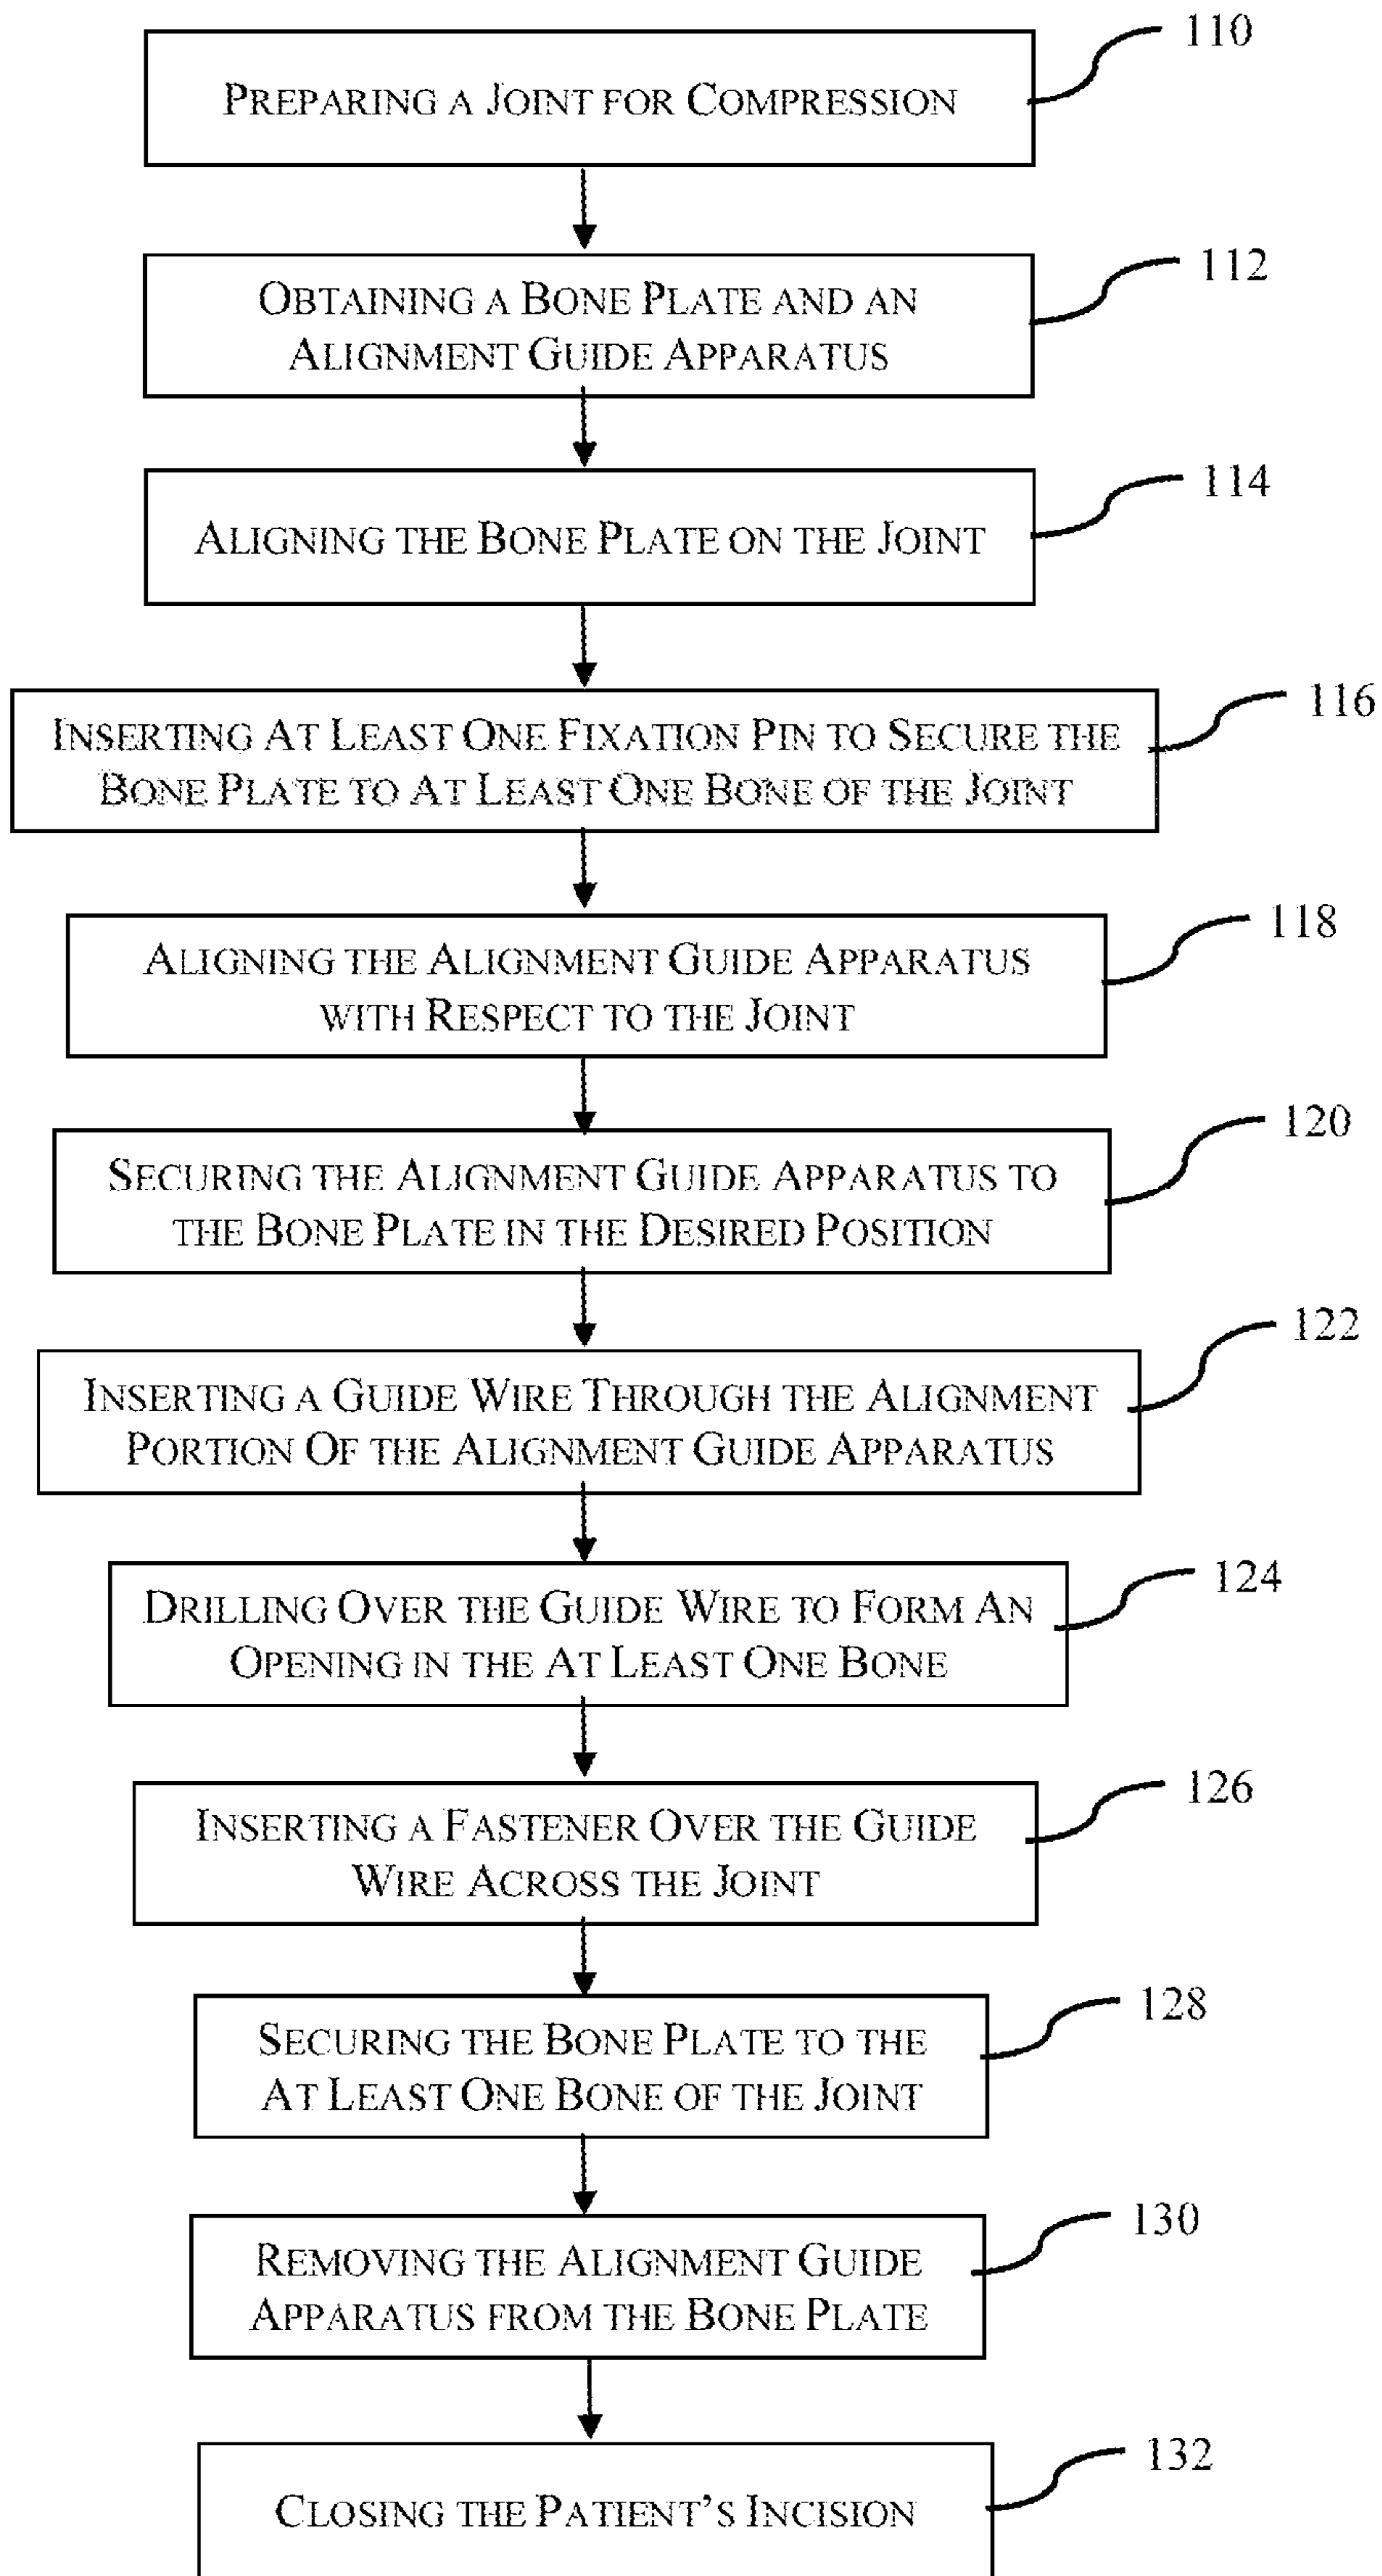 110
PREPARING A JOINT FOR COMPRESSION
112
OBTAINING A BONE PLATE AND AN
ALIGNMENT GUIDE APPARATUS
114
ALIGNING THE BONE PLATE ON THE JOINT
116
INSERTING AT LEAST ONE FIXATION PIN TO SECURE THE
BONE PLATE TO AT LEAST ONE BONE OF THE JOINT
118
ALIGNING THE ALIGNMENT GUIDE APPARATUS
WITH RESPECT TO THE JOINT
120
SECURING THE ALIGNMENT GUIDE APPARATUS TO
THE BONE PLATE IN THE DESIRED POSITION
122
INSERTING A GUIDE WIRE THROUGH THE ALIGNMENT
PORTION OF THE ALIGNMENT GUIDE APPARATUS
124
DRILLING OVER THE GUIDE WIRE TO FORM AN
OPENING IN THE AT LEAST ONE BONE
126
INSERTING A FASTENER OVER THE GUIDE
WIRE ACROSS THE JOINT
128
SECURING THE BONE PLATE TO THE
AT LEAST ONE BONE OF THE JOINT
130
REMOVING THE ALIGNMENT GUIDE
APPARATUS FROM THE BONE PLATE
132
CLOSING THE PATIENT'S INCISION